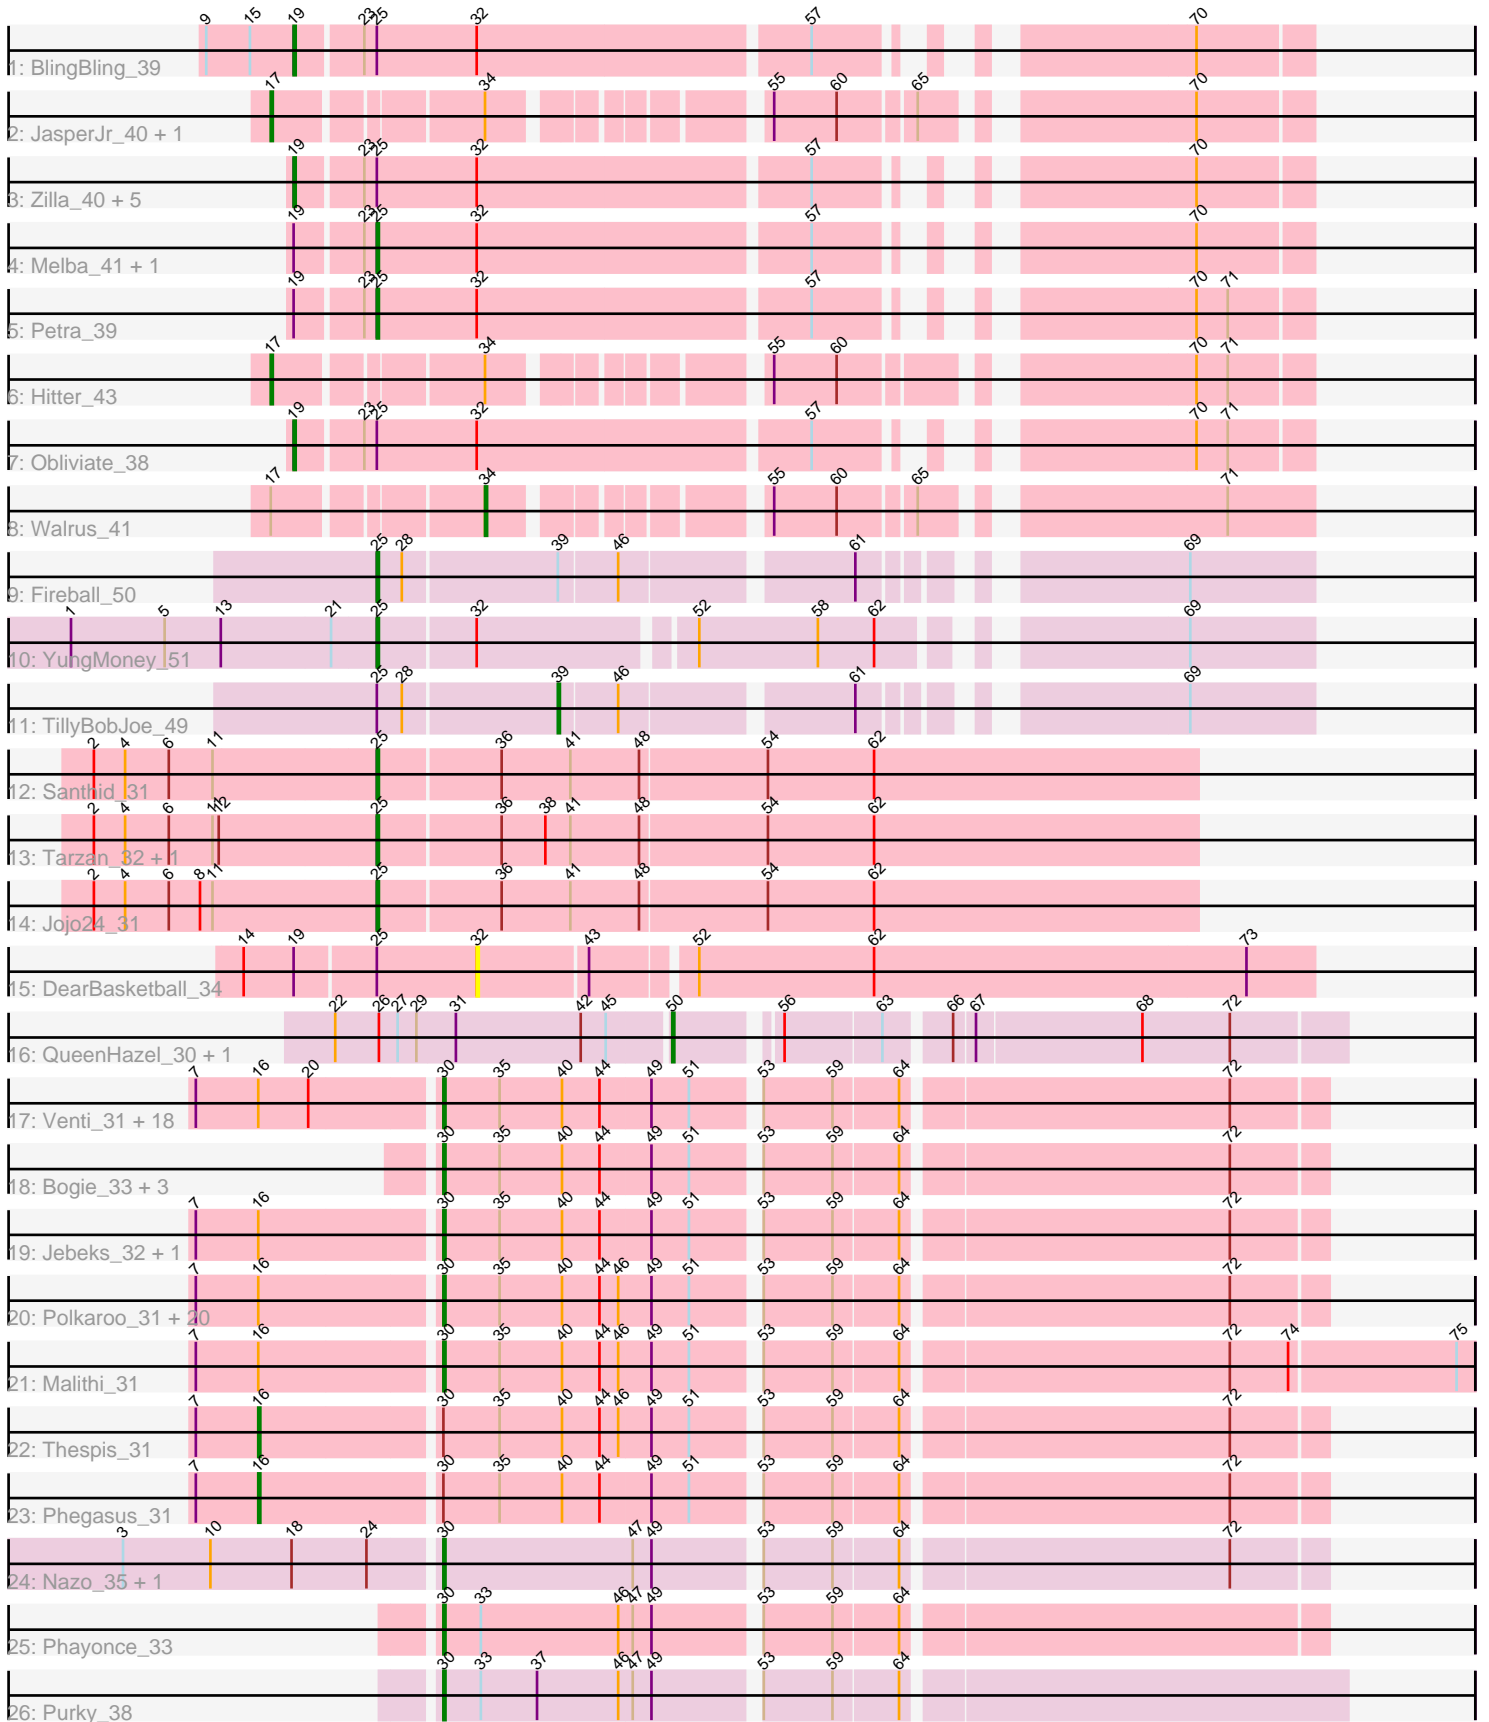 9 15 19 23 25 32 57 70
1: BlingBling_39
17 34 55 60 65 70
2: JasperJr_40 + 1
19 23 25 32 57 70
3: Zilla_40 + 5
19 23 25 32 57 70
4: Melba_41 + 1
19 23 25 32 57 70 71
5: Petra_39
17 34 55 60 70 71
6: Hitter_43
19 23 25 32 57 70 71
7: Obliviate_38
17 34 55 60 65 71
8: Walrus_41
25 28 39 46 61 69
9: Fireball_50
1 5 13 21 25 32 52 58 62 69
10: YungMoney_51
25 28 39 46 61 69
11: TillyBobJoe_49
2 4 6 11 25 36 41 48 54 62
12: Santhid_31
2 4 6 11 12 25 36 38 41 48 54 62
13: Tarzan_32 + 1
2 4 6 8 11 25 36 41 48 54 62
14: Jojo24_31
14 19 25 32 43 52 62 73
15: DearBasketball_34
22 26 27 29 31 42 45 50 56 63 66 67 68 72
16: QueenHazel_30 + 1
7 16 20 30 35 40 44 49 51 53 59 64 72
17: Venti_31 + 18
30 35 40 44 49 51 53 59 64 72
18: Bogie_33 + 3
7 16 30 35 40 44 49 51 53 59 64 72
19: Jebeks_32 + 1
7 16 30 35 40 44 46 49 51 53 59 64 72
20: Polkaroo_31 + 20
7 16 30 35 40 44 46 49 51 53 59 64 72 74 75
21: Malithi_31
7 16 30 35 40 44 46 49 51 53 59 64 72
22: Thespis_31
7 16 30 35 40 44 49 51 53 59 64 72
23: Phegasus_31
3 10 18 24 30 47 49 53 59 64 72
24: Nazo_35 + 1
30 33 46 47 49 53 59 64
25: Phayonce_33
30 33 37 46 47 49 53 59 64
26: Purky_38